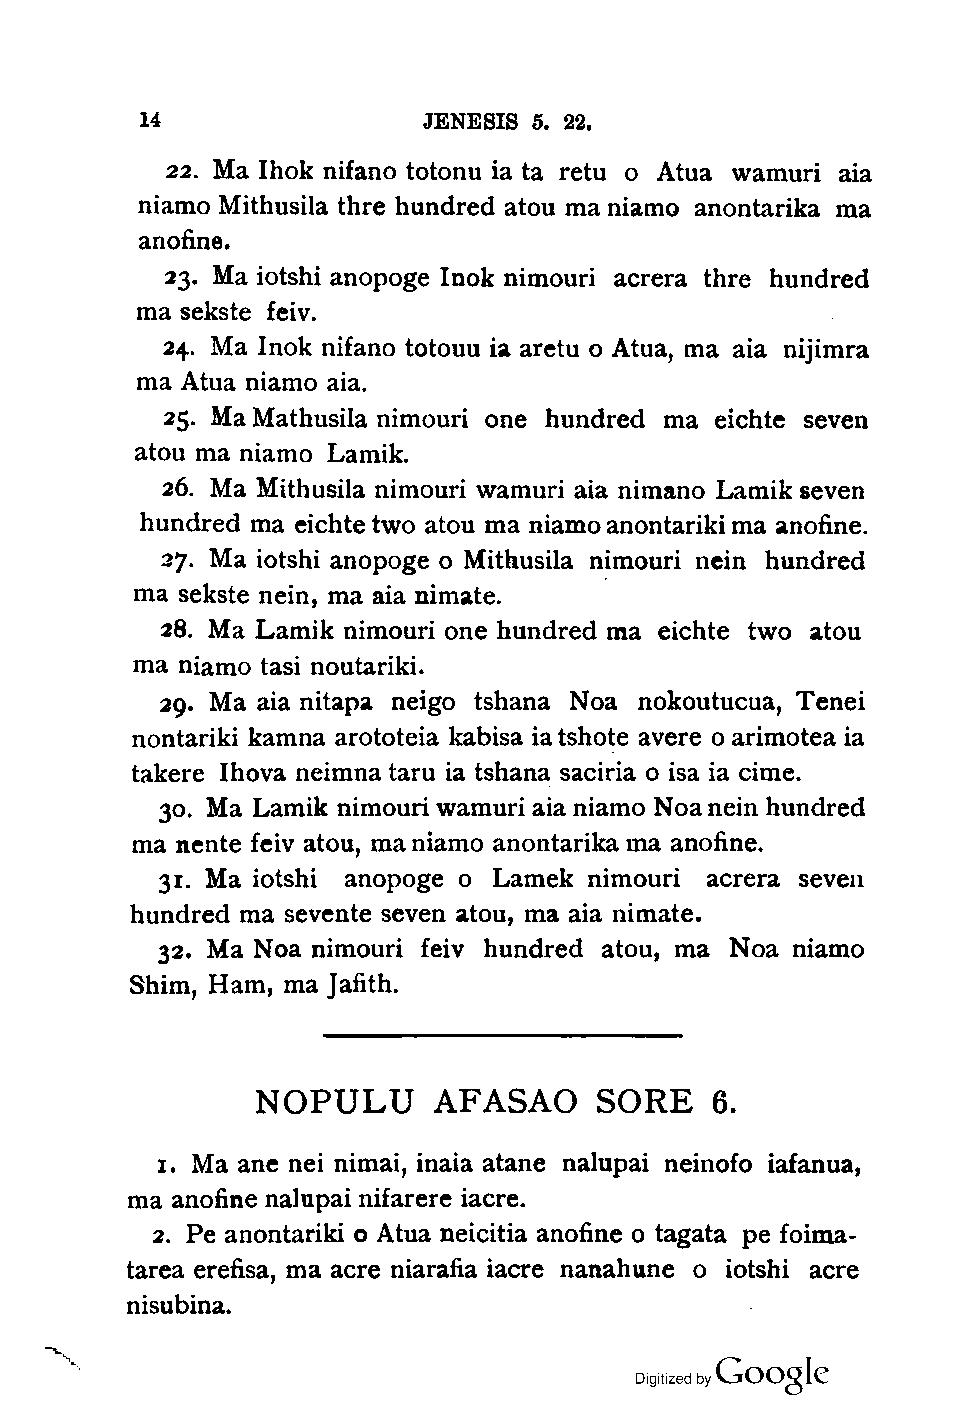 14 JENESIS 5. 22.
22. Ma Ihok nifano totonu ia ta retu o Atua wamuri aia
niamo Mithusila thre hundred atou ma niamo anontarika ma
anofine.
23. Ma iotshi anopoge Inok nimouri acrera thre hundred
ma sekste feiv.
24. Ma Inok nifano totouu ia aretu o Atua, ma aia nijimra
ma Atua niamo aia.
25. Ma Mathusila nimouri one hundred ma eichte seven
atou ma niamo Lamik.
26. Ma Mithusila nimouri wamuri aia nimano Lamik seven
hundred ma eichte two atou ma niamo anontariki ma anofine.
27. Ma iotshi anopoge o Mithusila nimouri nein hundred
ma sekste nein, ma aia nimate.
28. Ma Lamik nimouri one hundred ma eichte two atou
ma niamo tasi noutariki.
29. Ma aia nitapa neigo tshana Noa nokoutucua, Tenei
nontariki kamna arototeia kabisa ia tshote avere o arimotea ia
takere Ihova neimna taru ia tshana saciria o isa ia cime.
30. Ma Lamik nimouri wamuri aia niamo Noa nein hundred
ma nente feiv atou, ma niamo anontarika ma anofine.
31. Ma iotshi anopoge o Lamek nimouri acrera seven
hundred ma sevente seven atou, ma aia nimate.
32. Ma Noa nimouri feiv hundred atou, ma Noa niamo
Shim, Ham, ma Jafith.
NOPULU AFASAO SORE 6.
1. Ma ane nei nimai, inaia atane nalupai neinofo iafanua,
ma anofine nalupai nifarere iacre.
2. Pe anontariki o Atua neicitia anofine o tagata pe foima-
tarea erefisa, ma acre niarafia iacre nanahune o iotshi acre
nisubina.
Digitized by Google